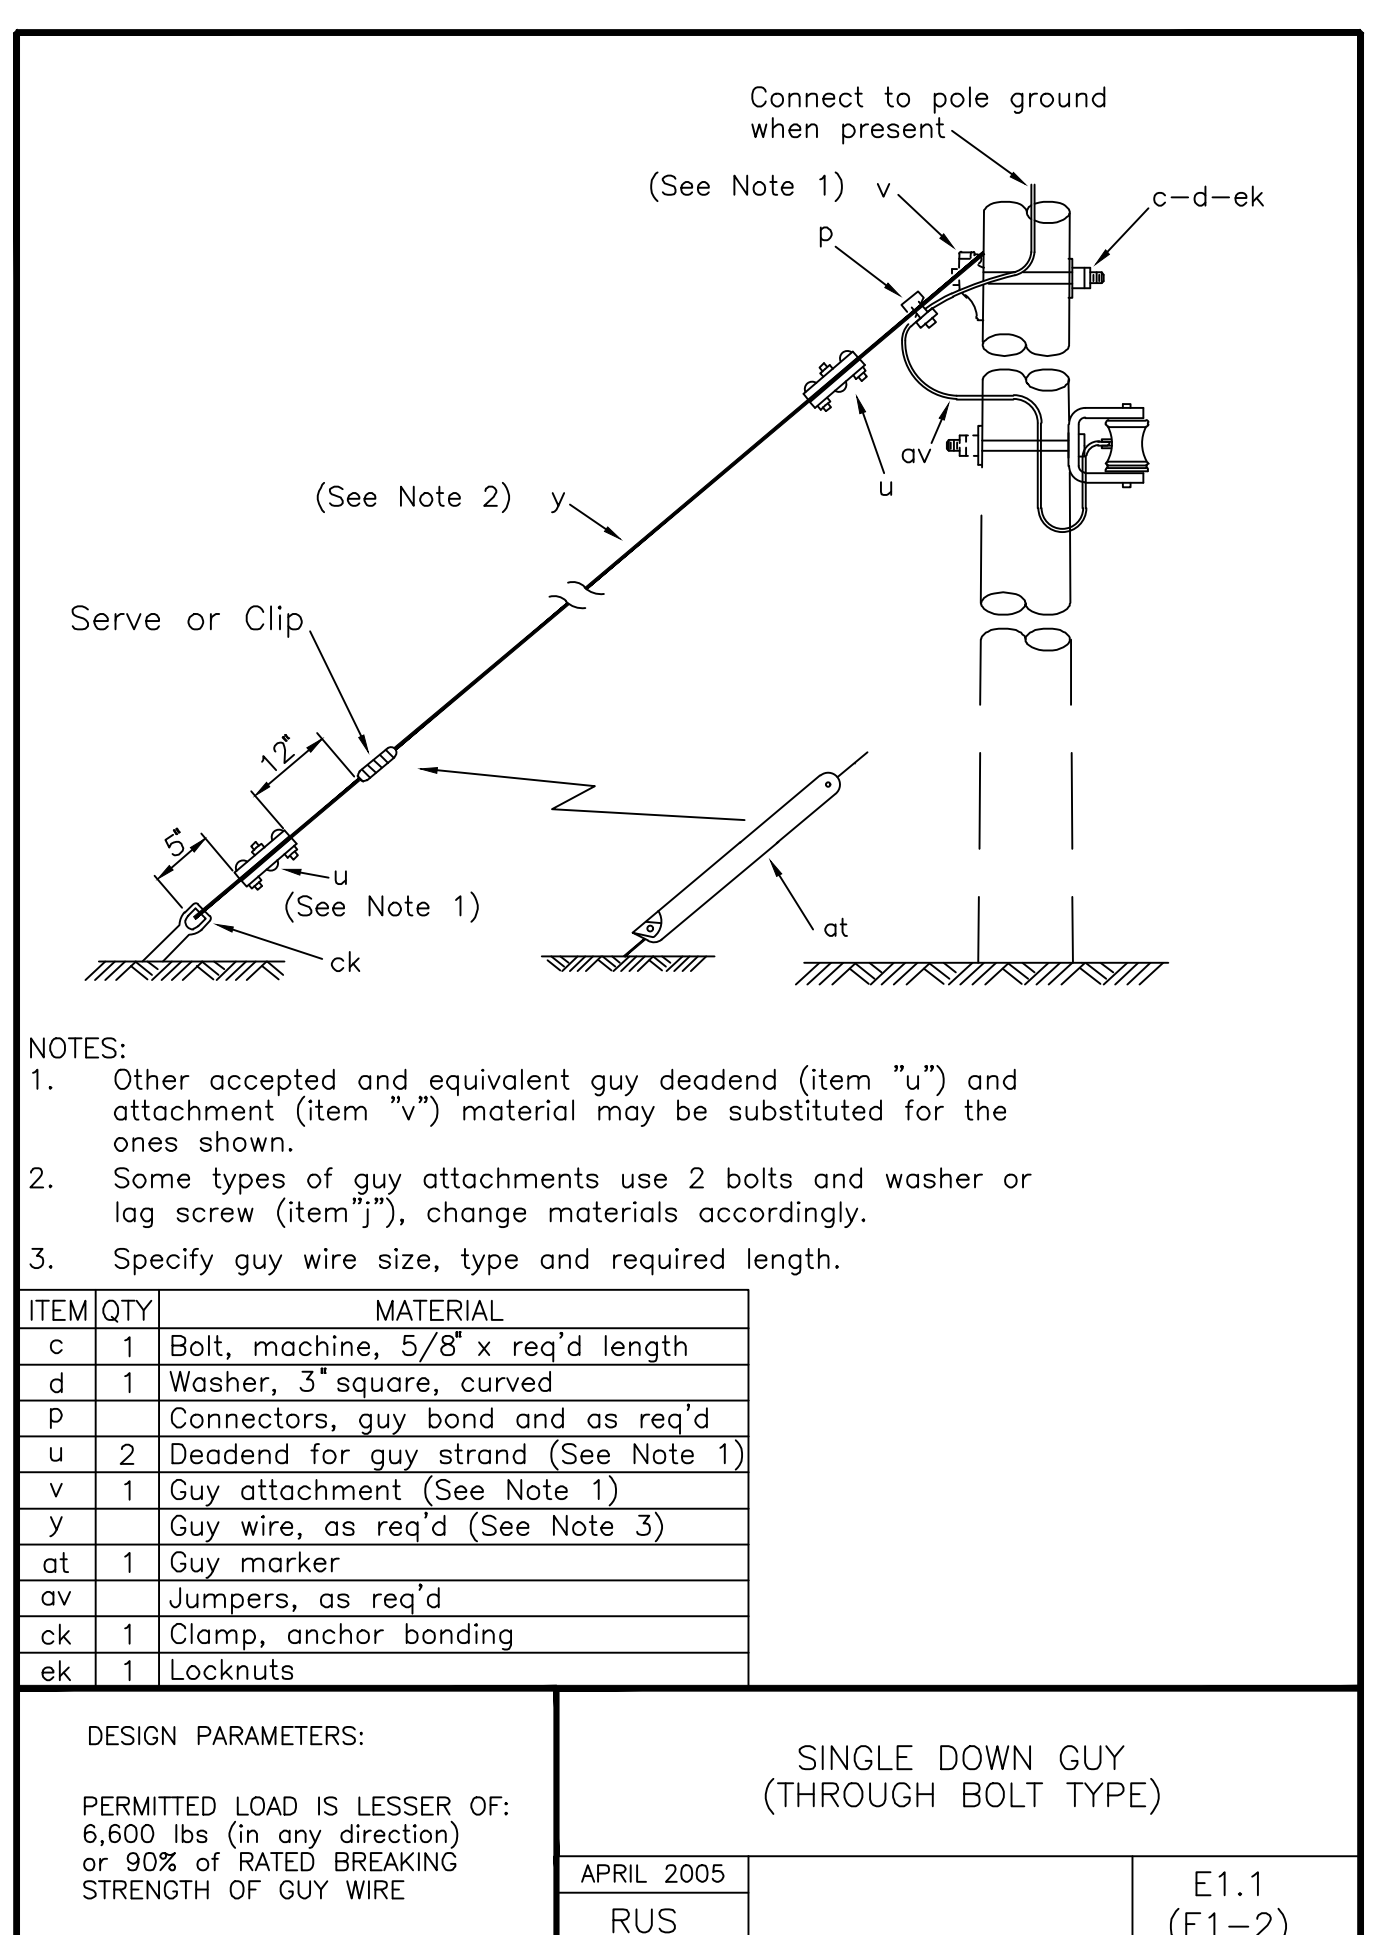 Connect to pole ground
when present
(See Note 1) v
c-d-ek
p
av
u
(See Note 2) y
Serve or Clip
12"
5"
u
(See Note 1)
at
ck
NOTES:
1. Other accepted and equivalent guy deadend (item "u") and
attachment (item "v") material may be substituted for the
ones shown.
2. Some types of guy attachments use 2 bolts and washer or
lag screw (item"j"), change materials accordingly.
3. Specify guy wire size, type and required length.
ITEM QTY MATERIAL
c 1 Bolt, machine, 5/8" x req'd length
d 1 Washer, 3" square, curved
p Connectors, guy bond and as req'd
u 2 Deadend for guy strand (See Note 1)
v 1 Guy attachment (See Note 1)
y Guy wire, as req'd (See Note 3)
at 1 Guy marker
av Jumpers, as req'd
ck 1 Clamp, anchor bonding
ek 1 Locknuts
DESIGN PARAMETERS:
PERMITTED LOAD IS LESSER OF:
6,600 lbs (in any direction)
or 90% of RATED BREAKING
STRENGTH OF GUY WIRE
SINGLE DOWN GUY
(THROUGH BOLT TYPE)
APRIL 2005
RUS
E1.1
(E1-2)